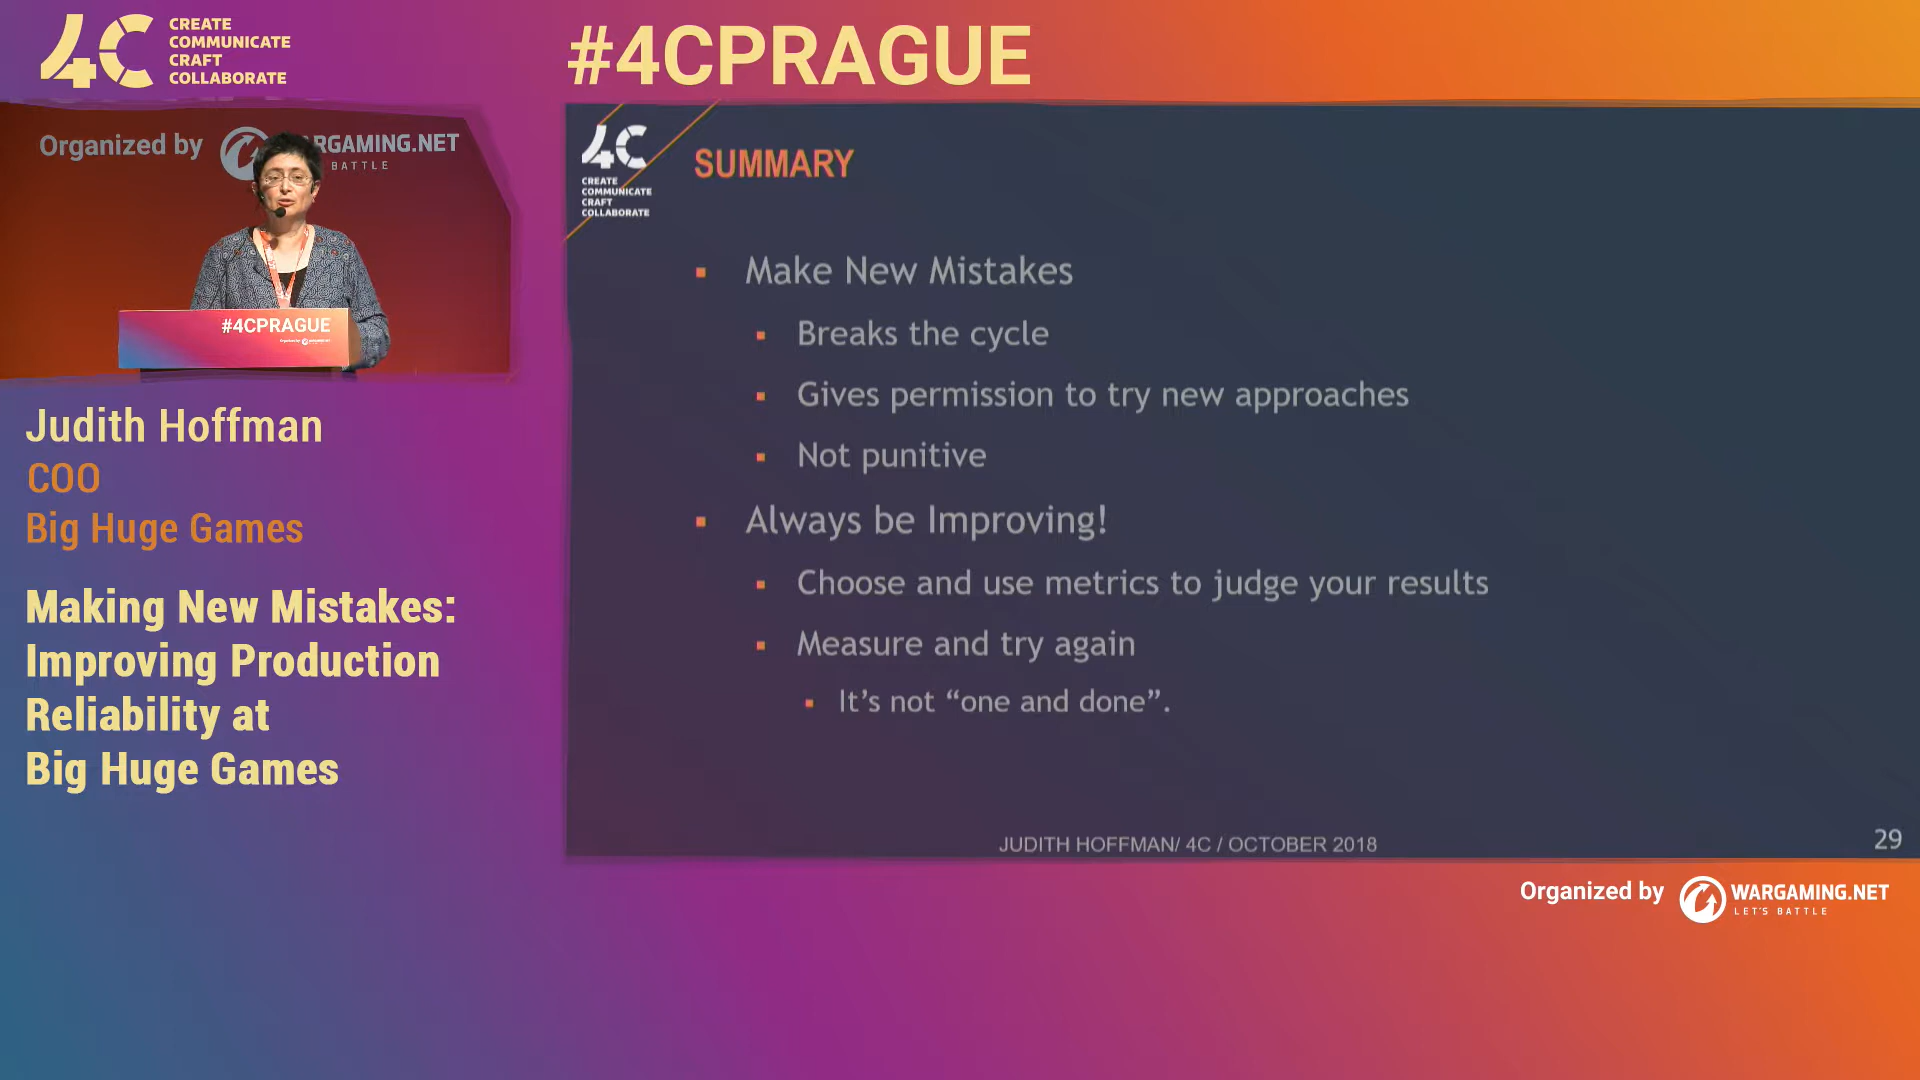 4C
CREATE
COMMUNICATE
CRAFT
COLLABORATE
#4CPRAGUE
Organized by
RGAMING.NET
BATTLE
#4CPRAGUE
Judith Hoffman
COO
Big Huge Games
Making New Mistakes:
Improving Production
Reliability at
Big Huge Games
4C
CREATE
COMMUNICATE
CRAFT
COLLABORATE
SUMMARY
▪ Make New Mistakes
▪ Breaks the cycle
▪ Gives permission to try new approaches
▪ Not punitive
▪ Always be Improving!
▪ Choose and use metrics to judge your results
▪ Measure and try again
▪ It’s not “one and done”.
JUDITH HOFFMAN/ 4C / OCTOBER 2018
29
Organized by
WARGAMING.NET
LET'S BATTLE